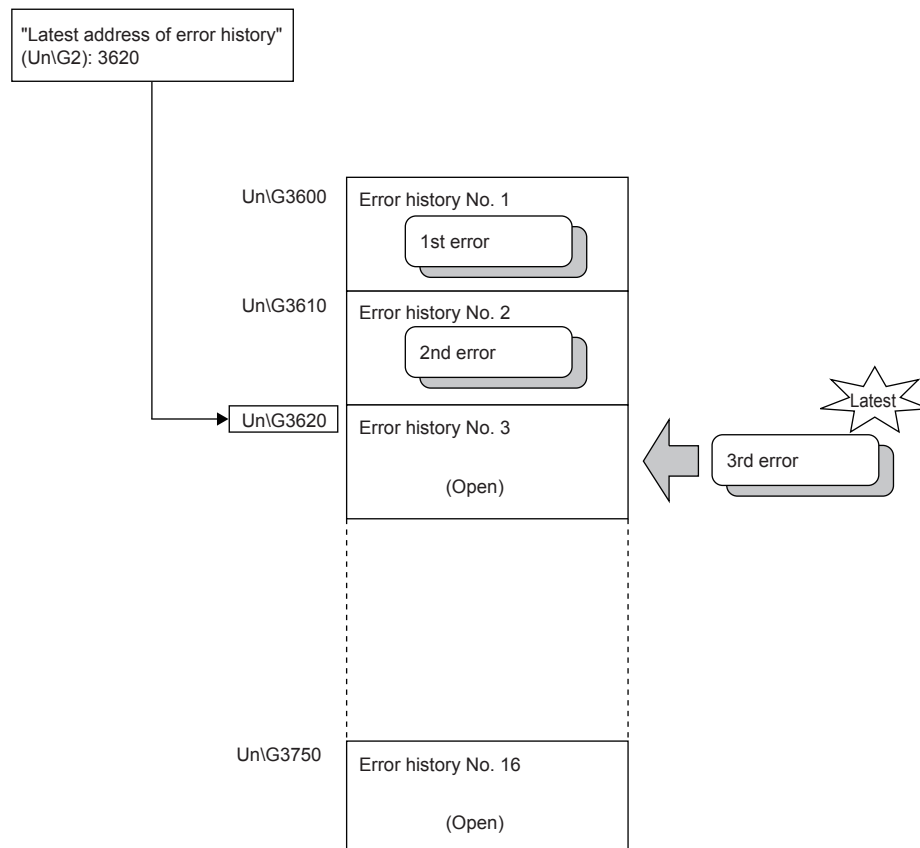 "Latest address of error history"
(Un\G2): 3620
Un\G3600
Error history No. 1
1st error
Un\G3610
Error history No. 2
2nd error
Un\G3620
Error history No. 3
(Open)
Latest
3rd error
Un\G3750
Error history No. 16
(Open)